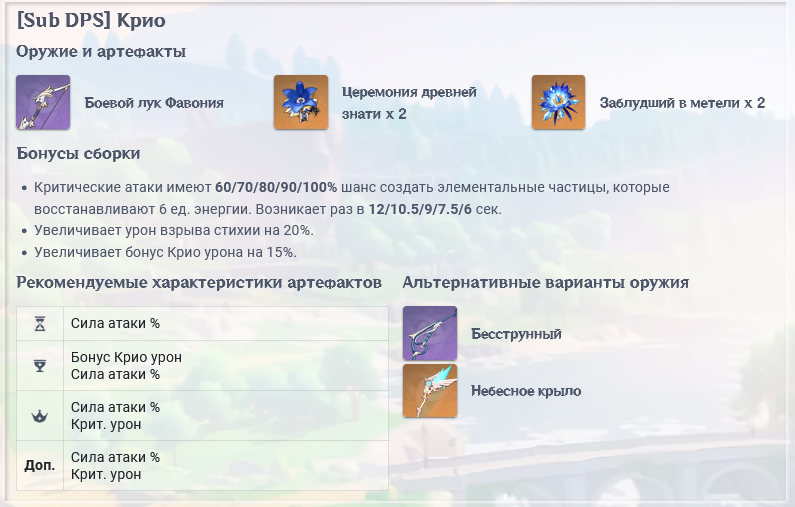 [Sub DPS] Крио
Оружие и артефакты
Боевой лук Фавония
Церемония древней
знати x 2
Заблудший в метели x 2
Бонусы сборки
• Критические атаки имеют 60/70/80/90/100% шанс создать элементальные частицы, которые
восстанавливают 6 ед. энергии. Возникает раз в 12/10.5/9/7.5/6 сек.
• Увеличивает урон взрыва стихии на 20%.
• Увеличивает бонус Крио урона на 15%.
Рекомендуемые характеристики артефактов
Сила атаки %
Бонус Крио урон
Сила атаки %
Сила атаки %
Крит. урон
Доп.
Сила атаки %
Крит. урон
Альтернативные варианты оружия
Бесструнный
Небесное крыло